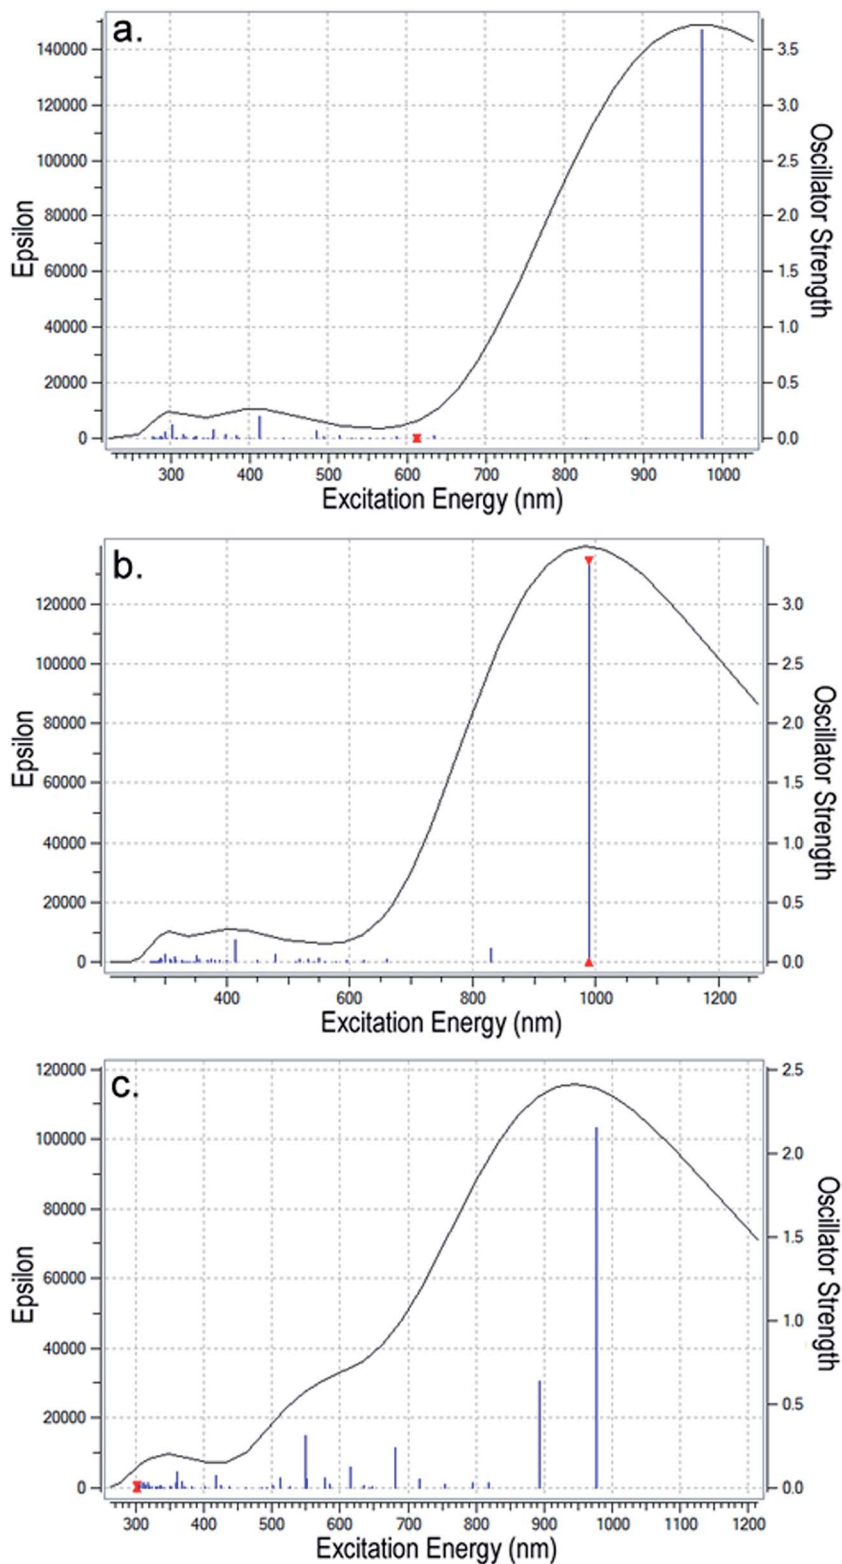 a.
140000
120000
100000
80000
60000
40000
20000
0
3.5
3.0
2.5
2.0
1.5
1.0
0.5
0.0
Epsilon
Oscillator Strength
300 400 500 600 700 800 900 1000
Excitation Energy (nm)
b.
120000
100000
80000
60000
40000
20000
0
3.0
2.5
2.0
1.5
1.0
0.5
0.0
Epsilon
Oscillator Strength
400 600 800 1000 1200
Excitation Energy (nm)
c.
120000
100000
80000
60000
40000
20000
0
2.5
2.0
1.5
1.0
0.5
0.0
Epsilon
Oscillator Strength
300 400 500 600 700 800 900 1000 1100 1200
Excitation Energy (nm)